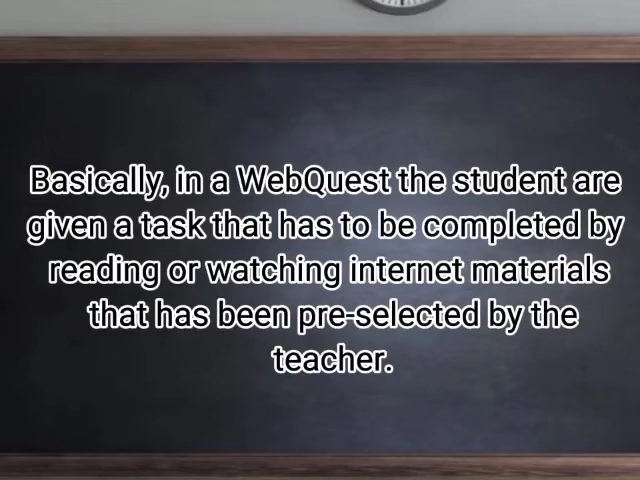 Basically, in a WebQuest the student are
given a task that has to be completed by
reading or watching internet materials
that has been pre-selected by the
teacher.